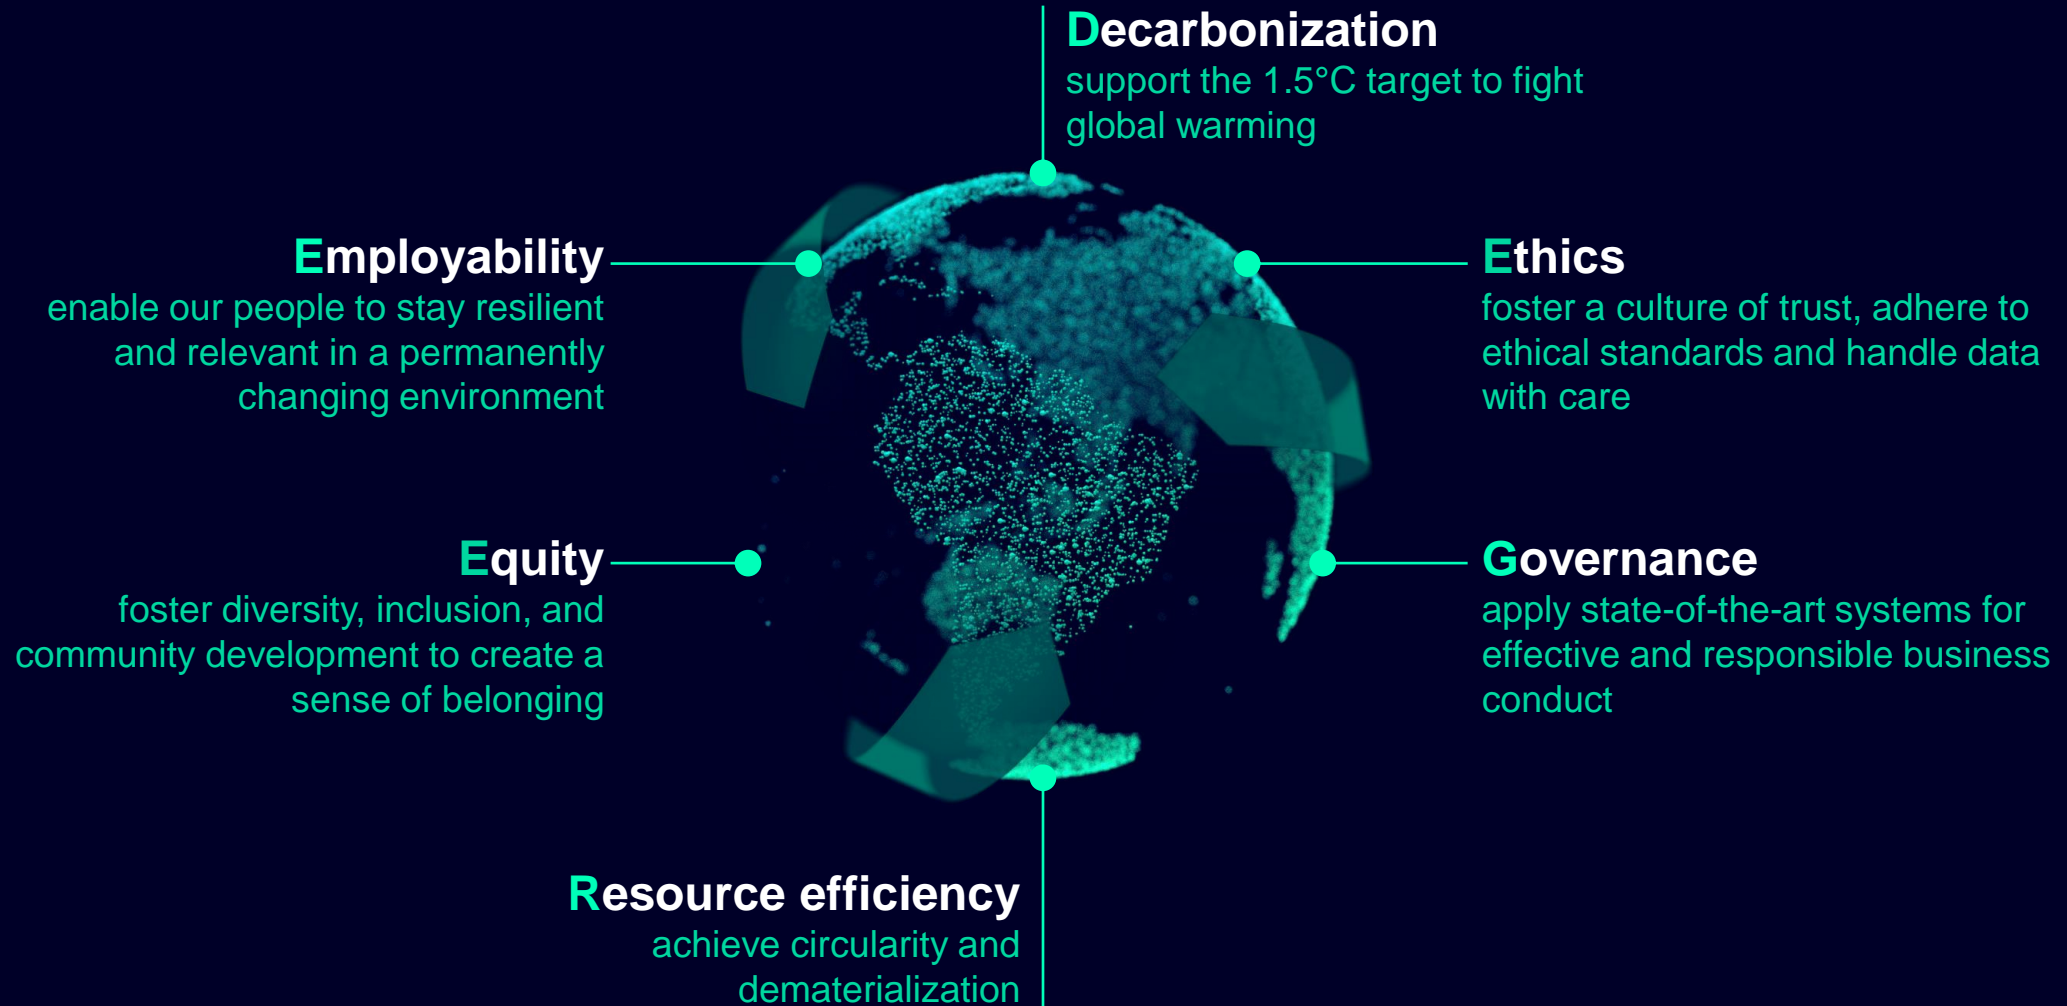 Decarbonization
support the 1.5°C target to fight
global warming
Employability
enable our people to stay resilient
and relevant in a permanently
changing environment
Ethics
foster a culture of trust, adhere to
ethical standards and handle data
with care
Equity
foster diversity, inclusion, and
community development to create a
sense of belonging
Governance
apply state-of-the-art systems for
effective and responsible business
conduct
Resource efficiency
achieve circularity and
dematerialization